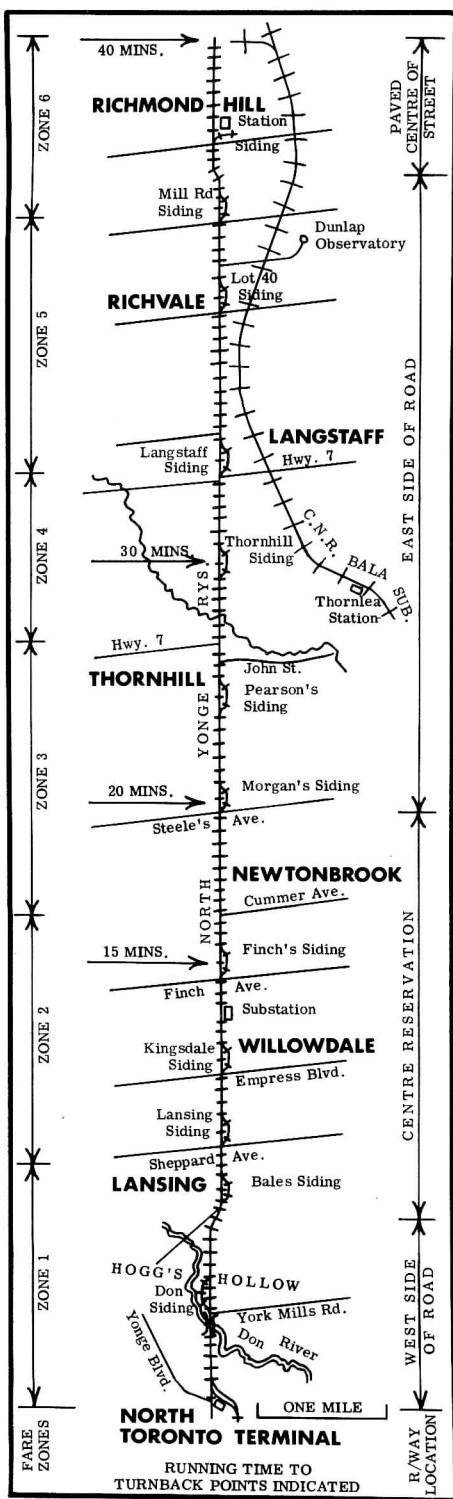 40 MINS.
RICHMOND HILL
Station
Siding
Mill Rd.
Siding
Dunlap
Observatory
Lot 40
Siding
RICHVALE
LANGSTAFF
Langstaff
Siding
Hwy. 7
Thornhill
Siding
30 MINS.
C.N.R. BALA SUB.
Thornlea
Station
Hwy. 7
John St.
THORNHILL
Pearson's
Siding
20 MINS.
Morgan's Siding
Steele's Ave.
NEWTONBROOK
Cummer Ave.
NORTH YONGE RYS.
15 MINS.
Finch's Siding
Finch Ave.
Substation
Kingsdale
Siding
WILLOWDALE
Empress Blvd.
Lansing
Siding
Sheppard Ave.
LANSING
Bales Siding
HOGG'S HOLLOW
Don
Siding
York Mills Rd.
Don River
Yonge Blvd.
NORTH
TORONTO TERMINAL
ONE MILE
RUNNING TIME TO
TURNBACK POINTS INDICATED
ZONE 6
ZONE 5
ZONE 4
ZONE 3
ZONE 2
ZONE 1
FARE
ZONES
PAVED
CENTRE OF
STREET
EAST SIDE OF ROAD
CENTRE RESERVATION
WEST SIDE
OF ROAD
R/WAY
LOCATION